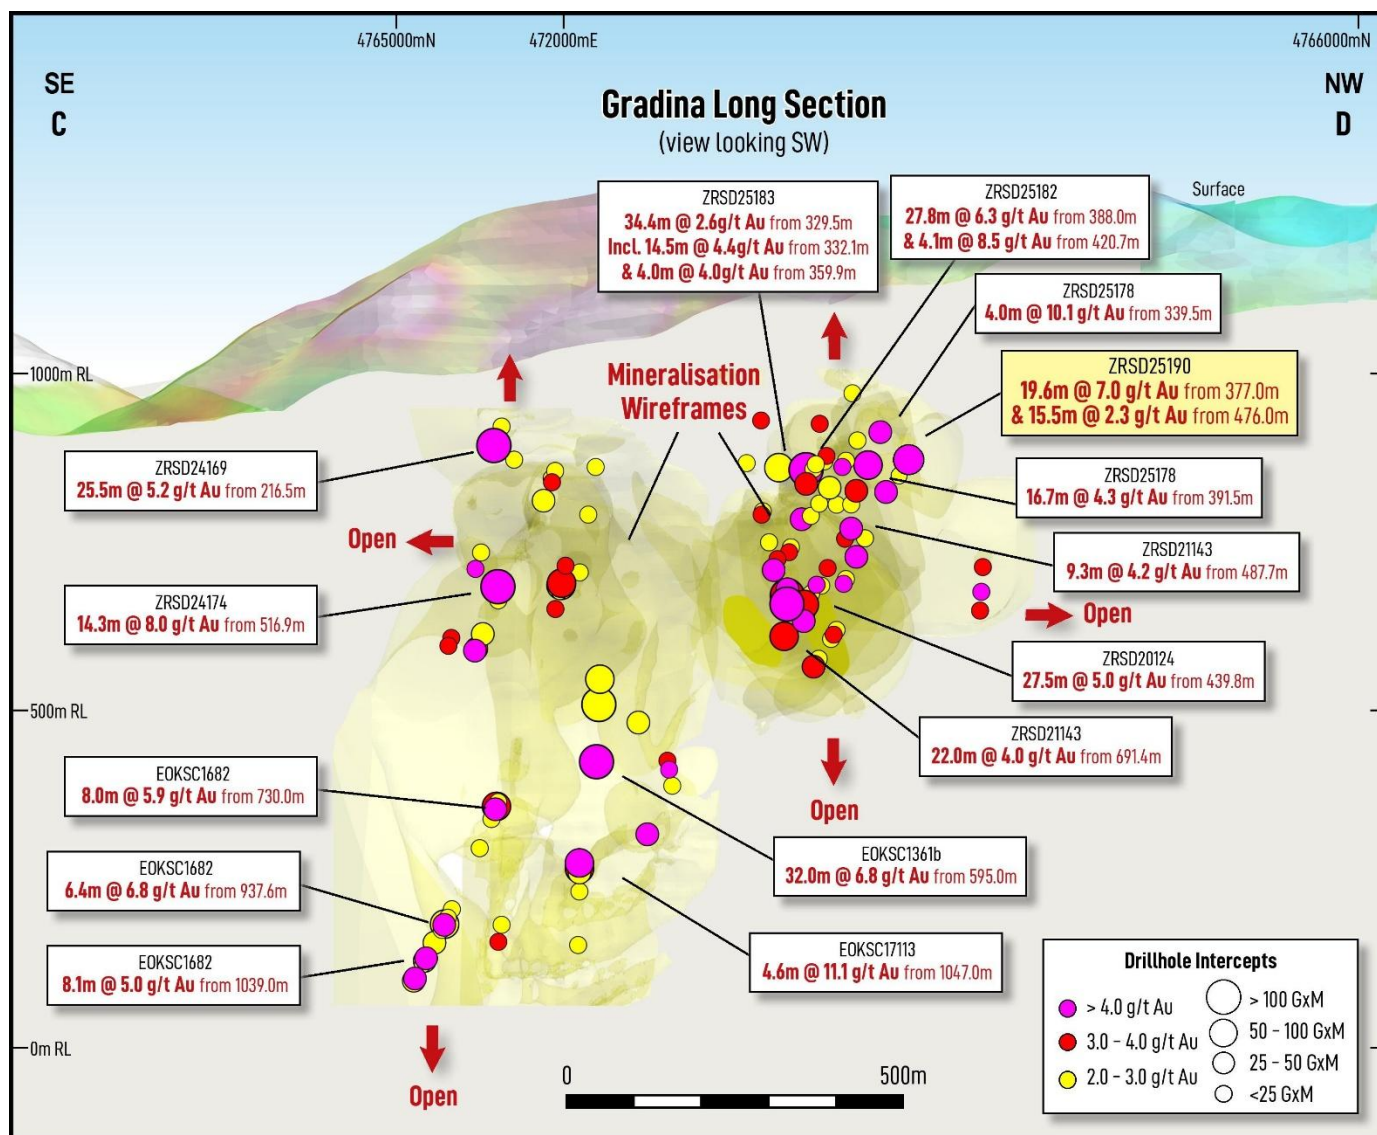 4765000mN
472000mE
4766000mN
SE
C
NW
D
Gradina Long Section
(view looking SW)
Surface
ZRSD25183
34.4m @ 2.6g/t Au from 329.5m
Incl. 14.5m @ 4.4g/t Au from 332.1m
& 4.0m @ 4.0g/t Au from 359.9m
ZRSD25182
27.8m @ 6.3 g/t Au from 388.0m
& 4.1m @ 8.5 g/t Au from 420.7m
ZRSD25178
4.0m @ 10.1 g/t Au from 339.5m
ZRSD25190
19.6m @ 7.0 g/t Au from 377.0m
& 15.5m @ 2.3 g/t Au from 476.0m
1000m RL
Mineralisation
Wireframes
ZRSD24169
25.5m @ 5.2 g/t Au from 216.5m
ZRSD25178
16.7m @ 4.3 g/t Au from 391.5m
Open
ZRSD21143
9.3m @ 4.2 g/t Au from 487.7m
ZRSD24174
14.3m @ 8.0 g/t Au from 516.9m
Open
ZRSD20124
27.5m @ 5.0 g/t Au from 439.8m
500m RL
ZRSD21143
22.0m @ 4.0 g/t Au from 691.4m
EOKSC1682
8.0m @ 5.9 g/t Au from 730.0m
Open
EOKSC1682
6.4m @ 6.8 g/t Au from 937.6m
EOKSC1361b
32.0m @ 6.8 g/t Au from 595.0m
EOKSC1682
8.1m @ 5.0 g/t Au from 1039.0m
EOKSC17113
4.6m @ 11.1 g/t Au from 1047.0m
0m RL
Open
0
500m
Drillhole Intercepts
> 4.0 g/t Au
3.0 - 4.0 g/t Au
2.0 - 3.0 g/t Au
> 100 GxM
50 - 100 GxM
25 - 50 GxM
<25 GxM